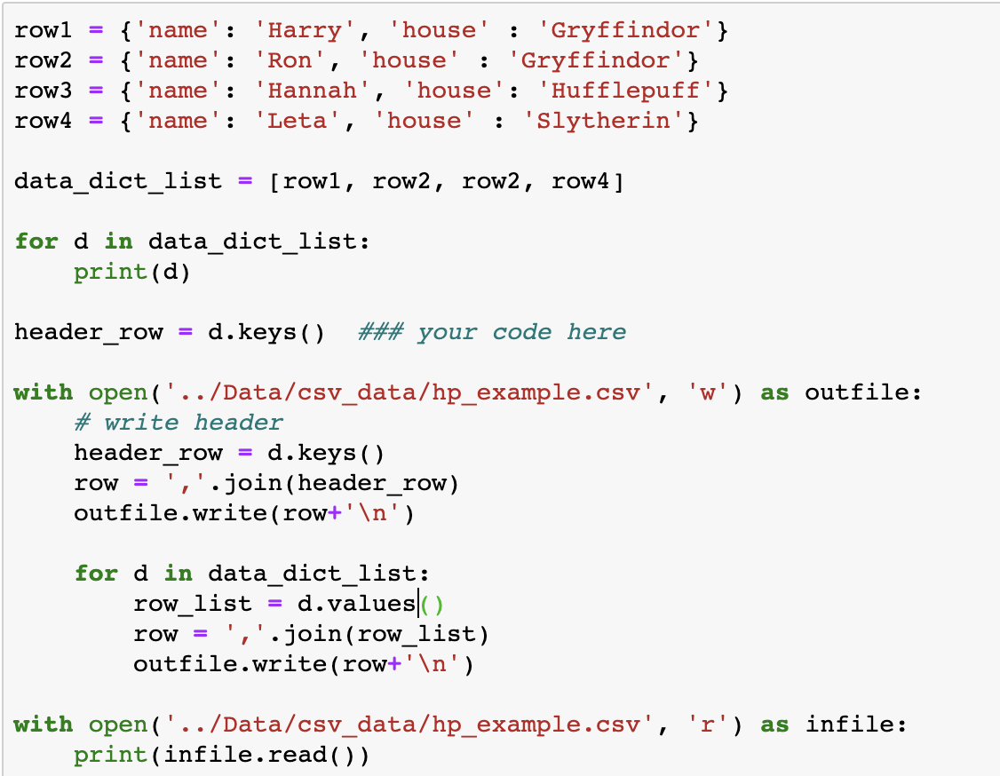 row1 = {'name': 'Harry', 'house' : 'Gryffindor'}
row2 = {'name': 'Ron', 'house' : 'Gryffindor'}
row3 = {'name': 'Hannah', 'house': 'Hufflepuff'}
row4 = {'name': 'Leta', 'house' : 'Slytherin'}

data_dict_list = [row1, row2, row2, row4]

for d in data_dict_list:
    print(d)

header_row = d.keys()  ### your code here

with open('../Data/csv_data/hp_example.csv', 'w') as outfile:
    # write header
    header_row = d.keys()
    row = ','.join(header_row)
    outfile.write(row+'\n')

    for d in data_dict_list:
        row_list = d.values()
        row = ','.join(row_list)
        outfile.write(row+'\n')

with open('../Data/csv_data/hp_example.csv', 'r') as infile:
    print(infile.read())